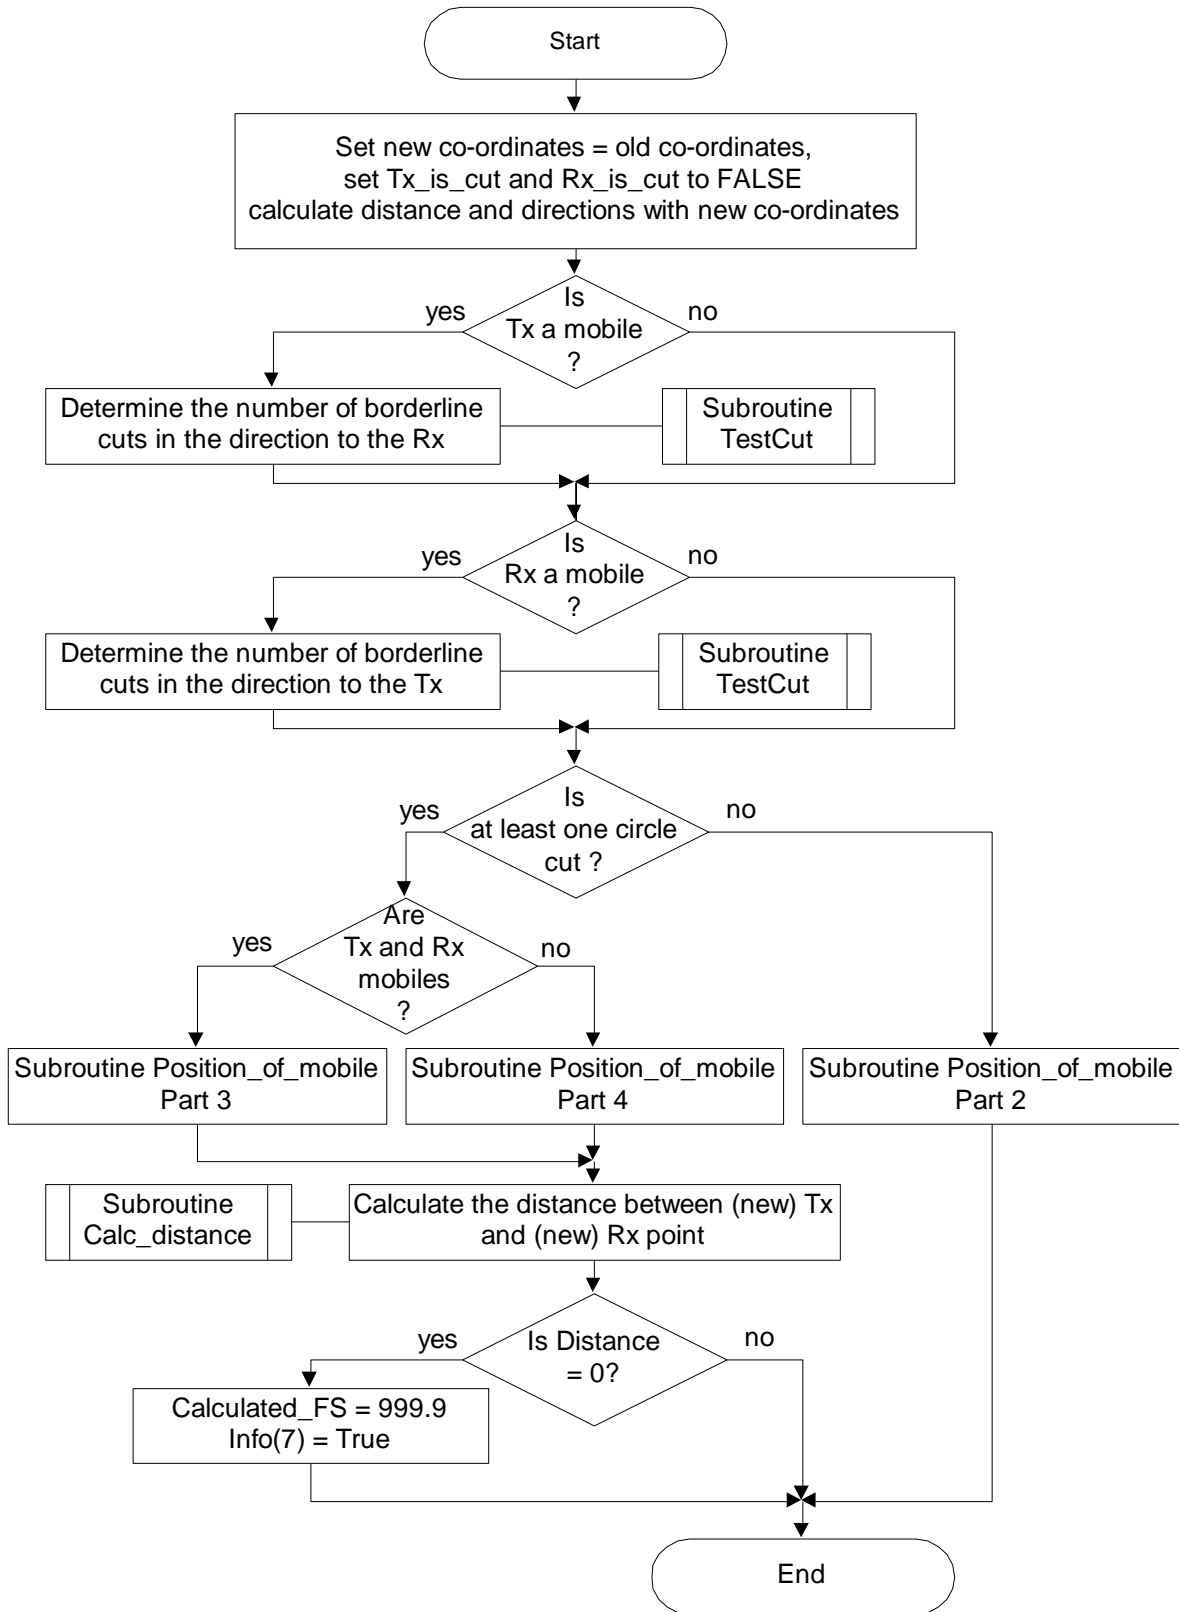 Start
Set new co-ordinates = old co-ordinates,
set Tx_is_cut and Rx_is_cut to FALSE
calculate distance and directions with new co-ordinates
Is
Tx a mobile
?
yes
no
Determine the number of borderline
cuts in the direction to the Rx
Subroutine
TestCut
Is
Rx a mobile
?
yes
no
Determine the number of borderline
cuts in the direction to the Tx
Subroutine
TestCut
Is
at least one circle
cut ?
yes
no
Are
Tx and Rx
mobiles
?
yes
no
Subroutine Position_of_mobile
Part 3
Subroutine Position_of_mobile
Part 4
Subroutine Position_of_mobile
Part 2
Subroutine
Calc_distance
Calculate the distance between (new) Tx
and (new) Rx point
Is Distance
= 0?
yes
no
Calculated_FS = 999.9
Info(7) = True
End